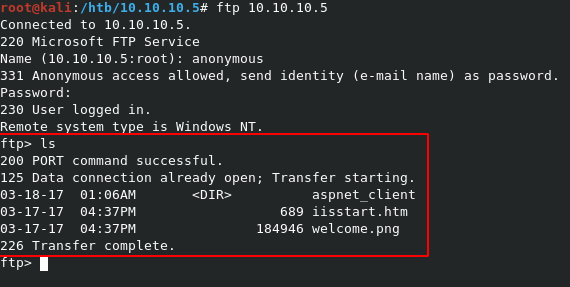 root@kali:/htb/10.10.10.5# ftp 10.10.10.5
Connected to 10.10.10.5.
220 Microsoft FTP Service
Name (10.10.10.5:root): anonymous
331 Anonymous access allowed, send identity (e-mail name) as password.
Password:
230 User logged in.
Remote system type is Windows NT.
ftp> ls
200 PORT command successful.
125 Data connection already open; Transfer starting.
03-18-17  01:06AM       <DIR>          aspnet_client
03-17-17  04:37PM                  689 iisstart.htm
03-17-17  04:37PM               184946 welcome.png
226 Transfer complete.
ftp>